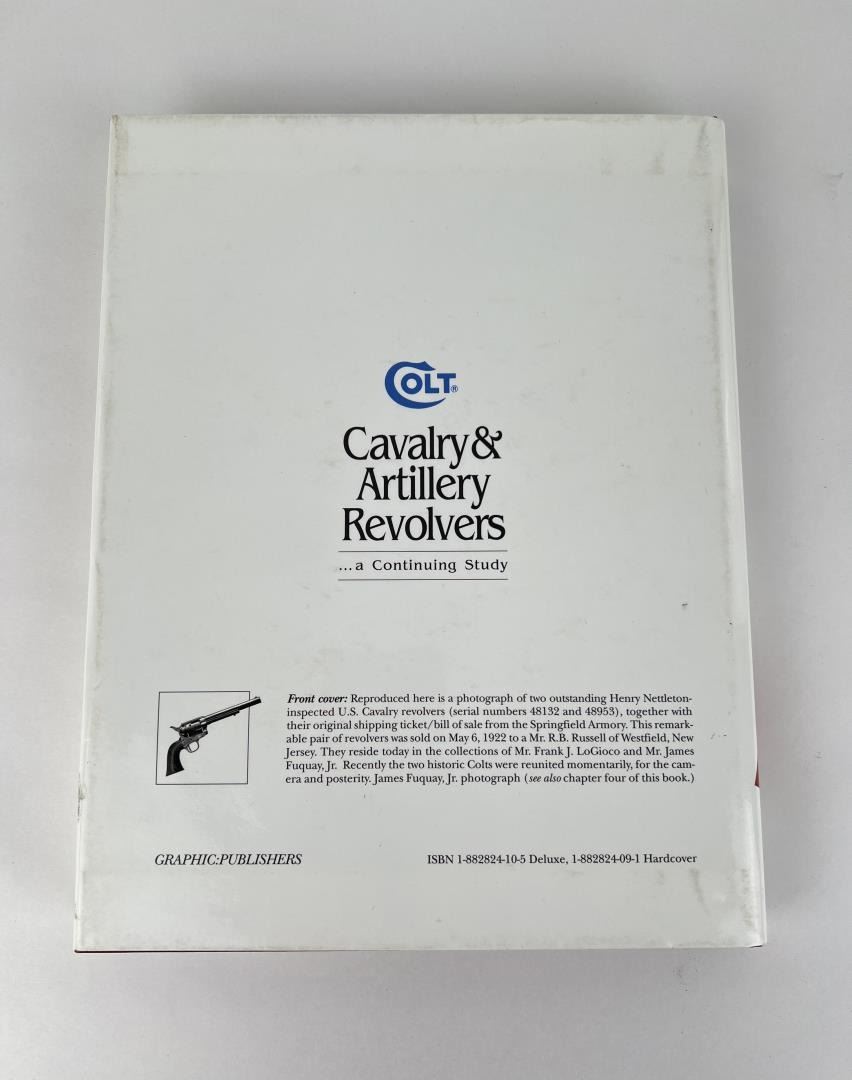 COLT®
Cavalry &
Artillery
Revolvers
...a Continuing Study
Front cover: Reproduced here is a photograph of two outstanding Henry Nettleton-
inspected U.S. Cavalry revolvers (serial numbers 48132 and 48953), together with
their original shipping ticket/bill of sale from the Springfield Armory. This remark-
able pair of revolvers was sold on May 6, 1922 to a Mr. R.B. Russell of Westfield, New
Jersey. They reside today in the collections of Mr. Frank J. LoGioco and Mr. James
Fuquay, Jr. Recently the two historic Colts were reunited momentarily, for the cam-
era and posterity. James Fuquay, Jr. photograph (see also chapter four of this book.)
GRAPHIC:PUBLISHERS
ISBN 1-882824-10-5 Deluxe, 1-882824-09-1 Hardcover